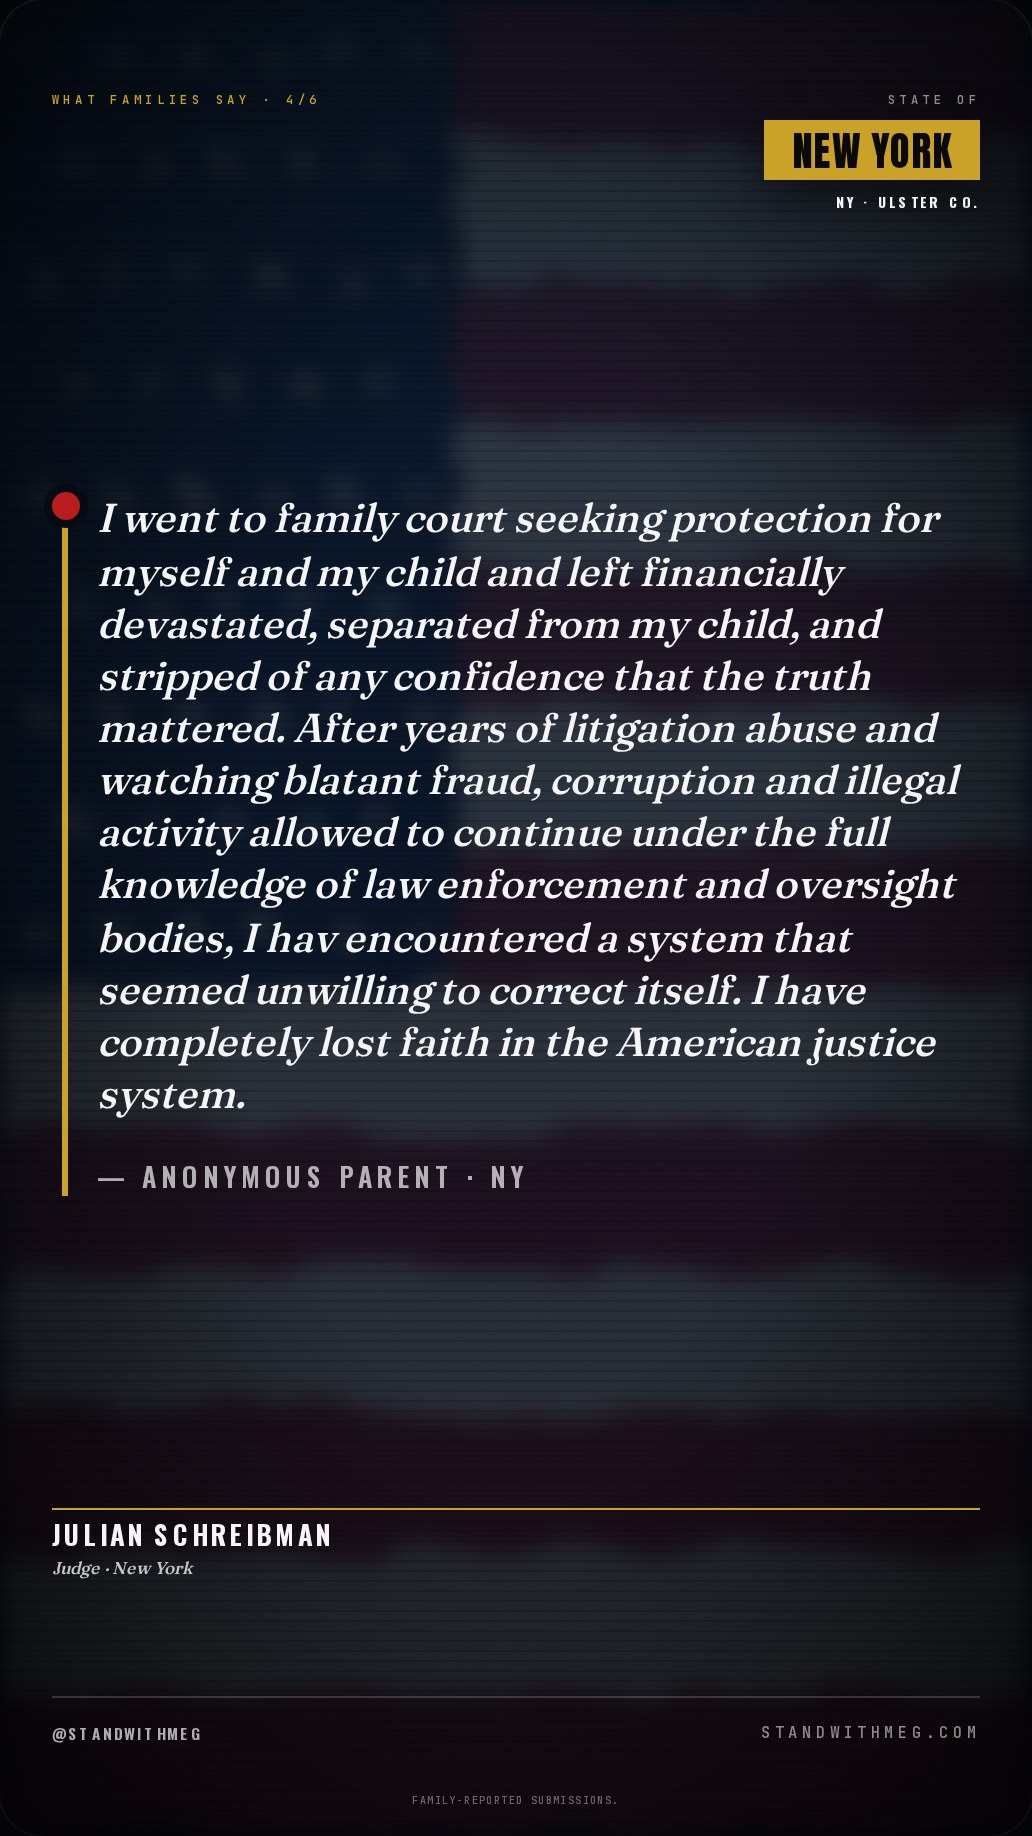 WHAT FAMILIES SAY · 4/6
STATE OF
NEW YORK
NY · ULSTER CO.
I went to family court seeking protection for
myself and my child and left financially
devastated, separated from my child, and
stripped of any confidence that the truth
mattered. After years of litigation abuse and
watching blatant fraud, corruption and illegal
activity allowed to continue under the full
knowledge of law enforcement and oversight
bodies, I hav encountered a system that
seemed unwilling to correct itself. I have
completely lost faith in the American justice
system.
— ANONYMOUS PARENT · NY
JULIAN SCHREIBMAN
Judge · New York
@STANDWITHMEG
STANDWITHMEG.COM
FAMILY-REPORTED SUBMISSIONS.